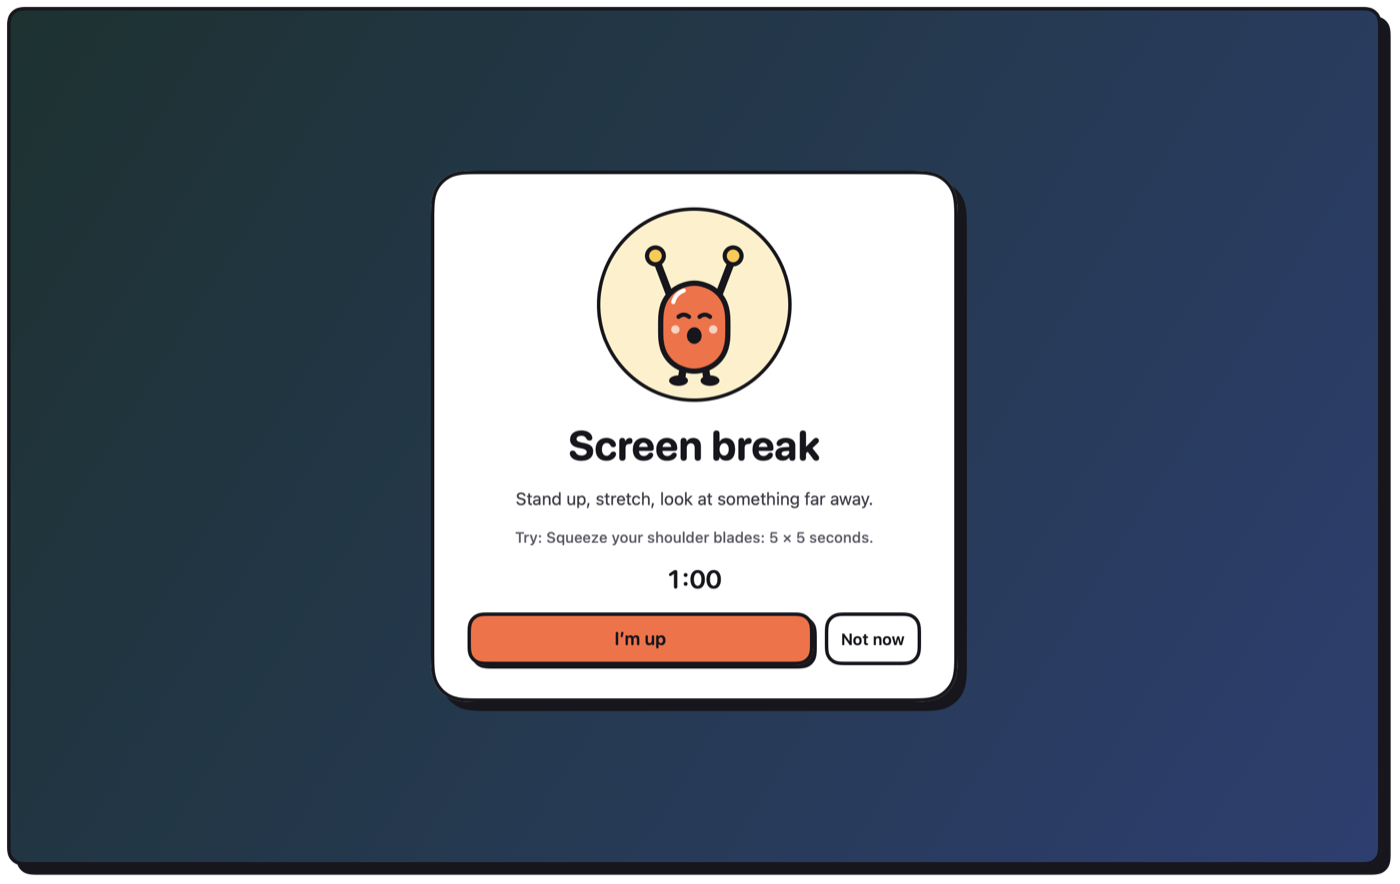 Screen break
Stand up, stretch, look at something far away.
Try: Squeeze your shoulder blades: 5 × 5 seconds.
1:00
I’m up
Not now